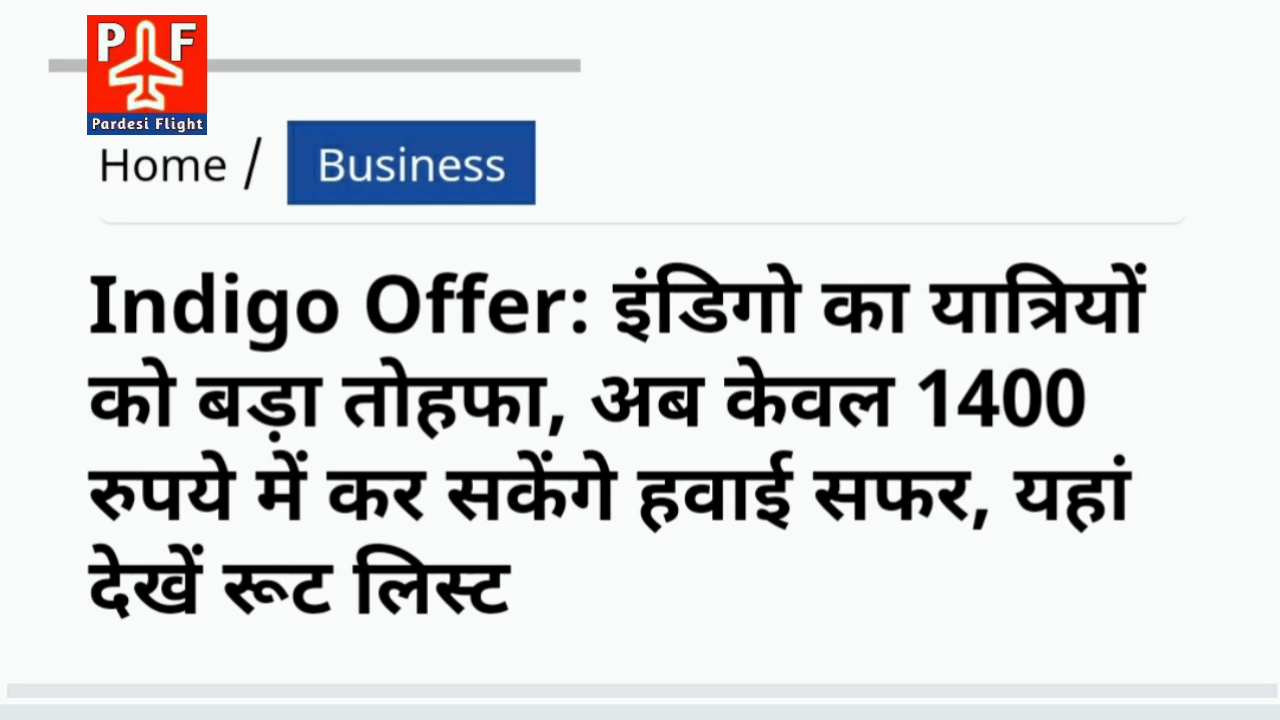 P F
Pardesi Flight
Home / Business
Indigo Offer: इंडिगो का यात्रियों
को बड़ा तोहफा, अब केवल 1400
रुपये में कर सकेंगे हवाई सफर, यहां
देखें रूट लिस्ट